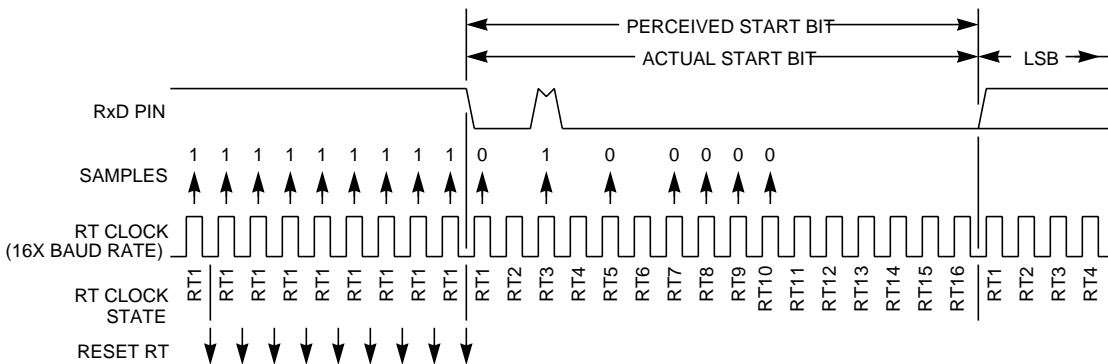 PERCEIVED START BIT
ACTUAL START BIT LSB
RxD PIN
1 1 1 1 1 1 1 1 1 0 1 0 0 0 0 0
SAMPLES
RT CLOCK
(16X BAUD RATE)
RT1 RT1 RT1 RT1 RT1 RT1 RT1 RT1 RT1 RT1 RT2 RT3 RT4 RT5 RT6 RT7 RT8 RT9 RT10 RT11 RT12 RT13 RT14 RT15 RT16 RT1 RT2 RT3 RT4
RT CLOCK
STATE
RESET RT